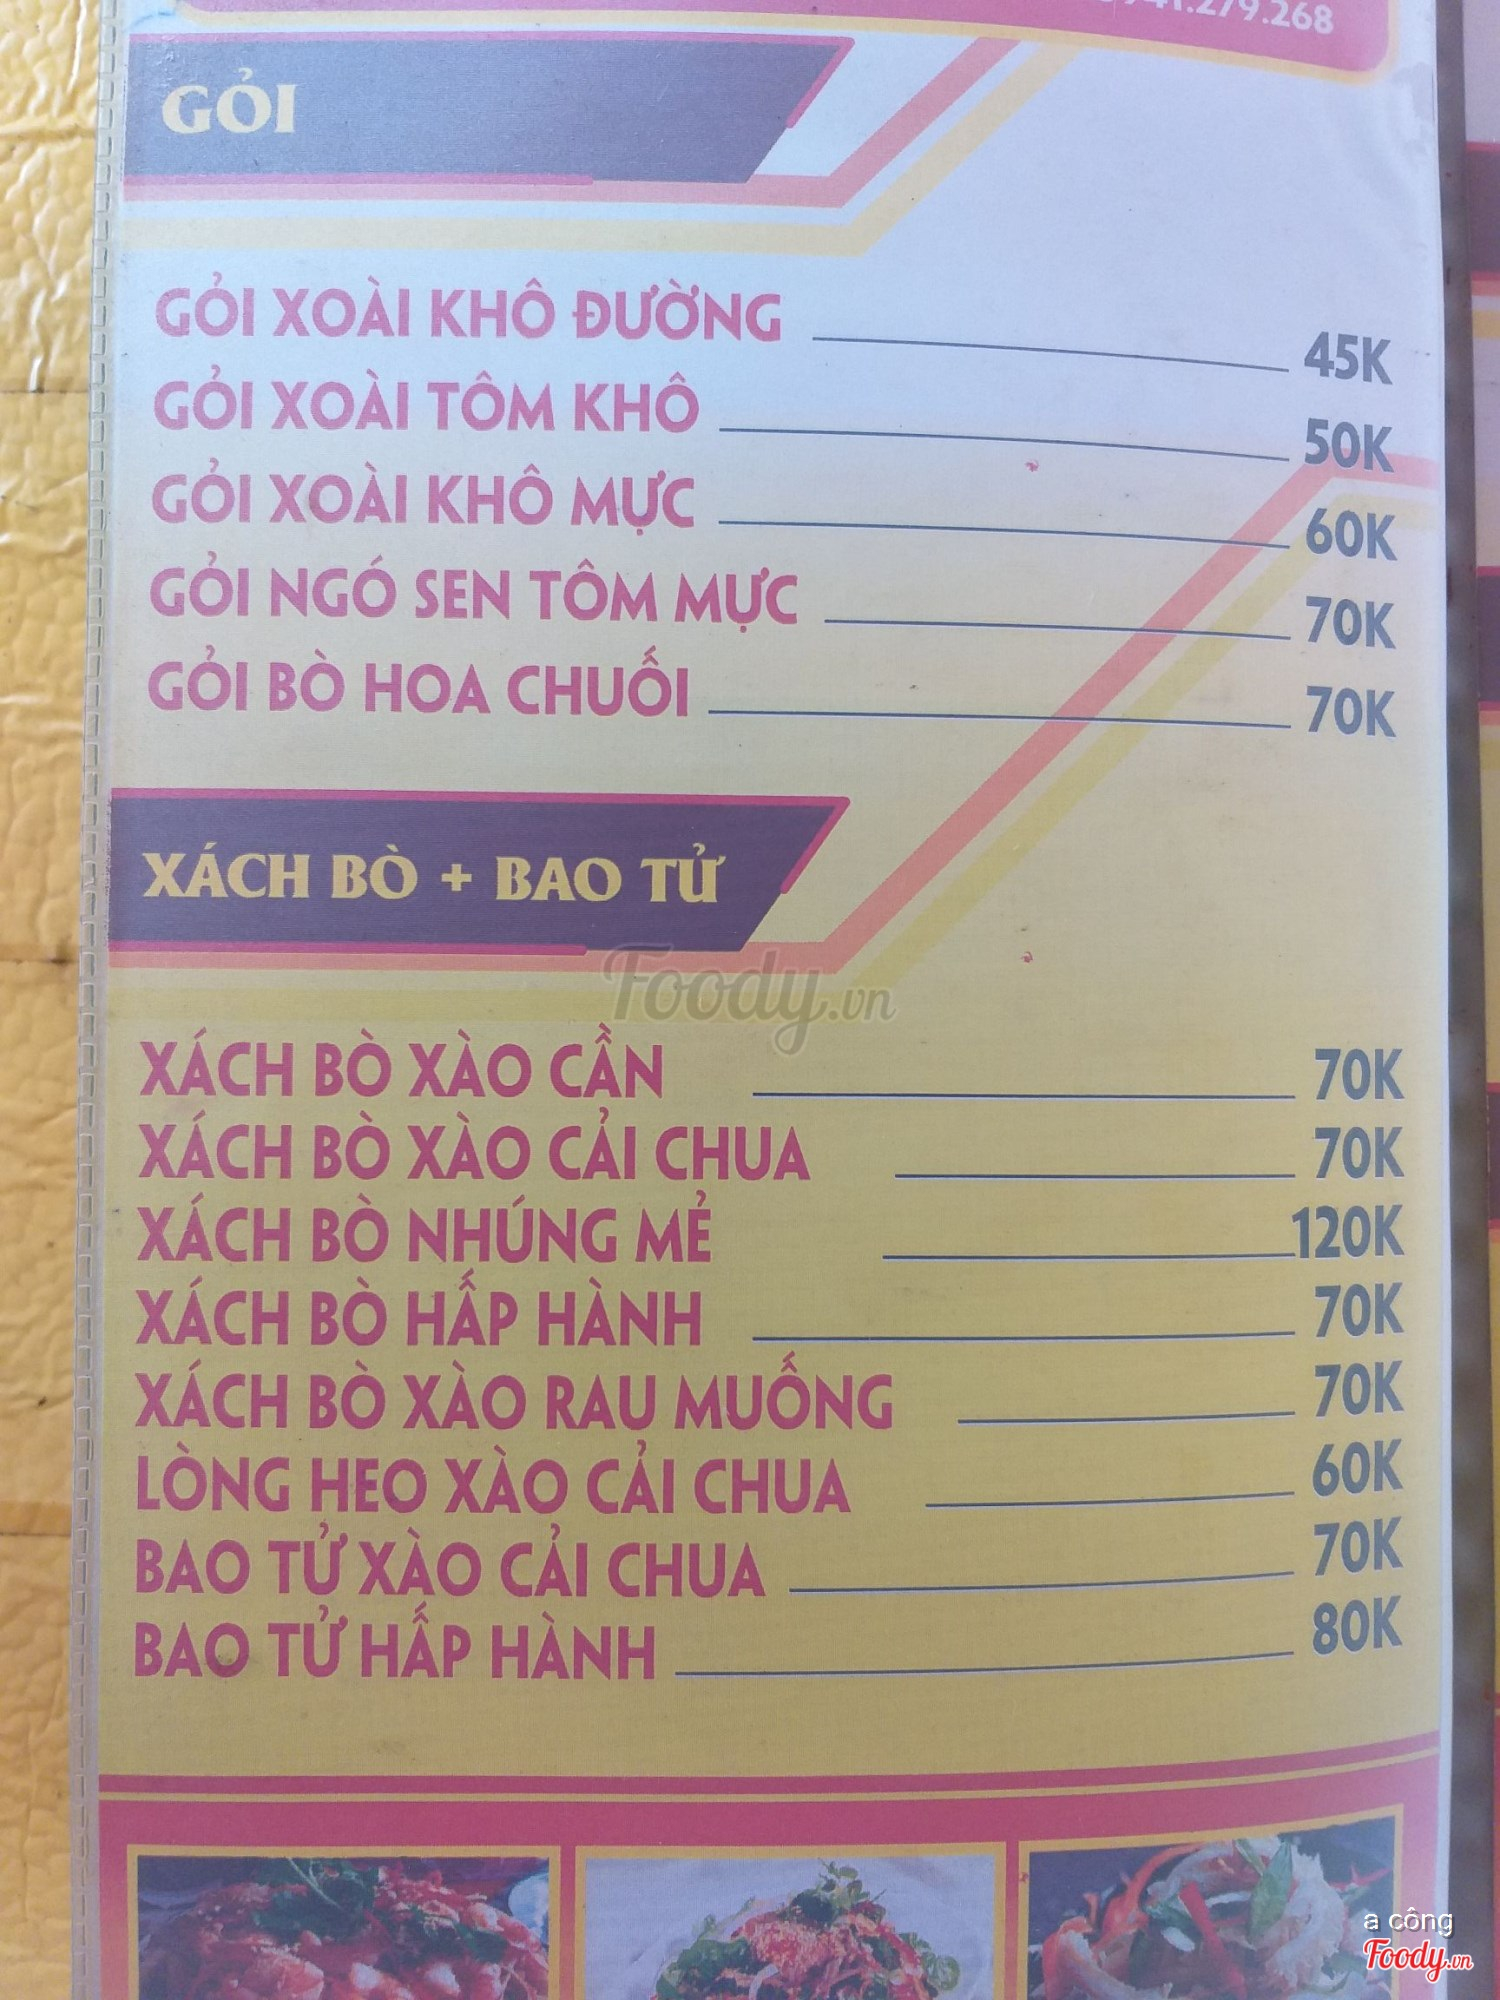 .279.268
GỎI
GỎI XOÀI KHÔ ĐƯỜNG 45K
GỎI XOÀI TÔM KHÔ 50K
GỎI XOÀI KHÔ MỰC 60K
GỎI NGÓ SEN TÔM MỰC 70K
GỎI BÒ HOA CHUỐI 70K
XÁCH BÒ + BAO TỬ
Foody.vn
XÁCH BÒ XÀO CẦN 70K
XÁCH BÒ XÀO CẢI CHUA 70K
XÁCH BÒ NHÚNG MẺ 120K
XÁCH BÒ HẤP HÀNH 70K
XÁCH BÒ XÀO RAU MUỐNG 70K
LÒNG HEO XÀO CẢI CHUA 60K
BAO TỬ XÀO CẢI CHUA 70K
BAO TỬ HẤP HÀNH 80K
a công
Foody.vn